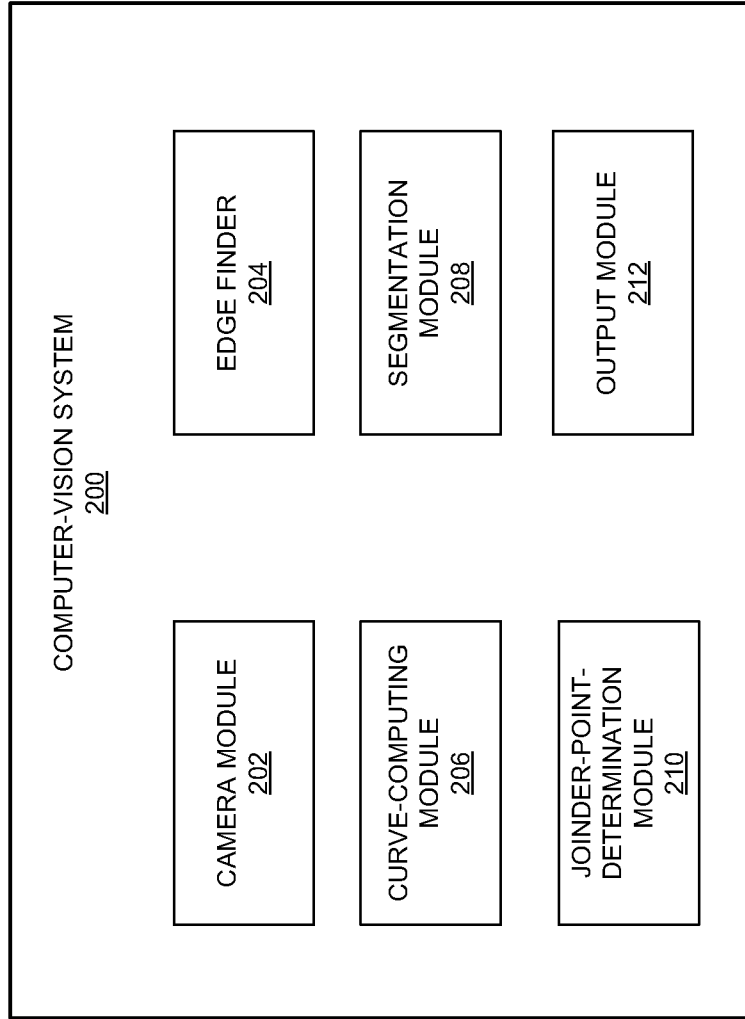 COMPUTER-VISION SYSTEM
200
CAMERA MODULE
202
EDGE FINDER
204
CURVE-COMPUTING
MODULE
206
SEGMENTATION
MODULE
208
JOINDER-POINT-
DETERMINATION
MODULE
210
OUTPUT MODULE
212